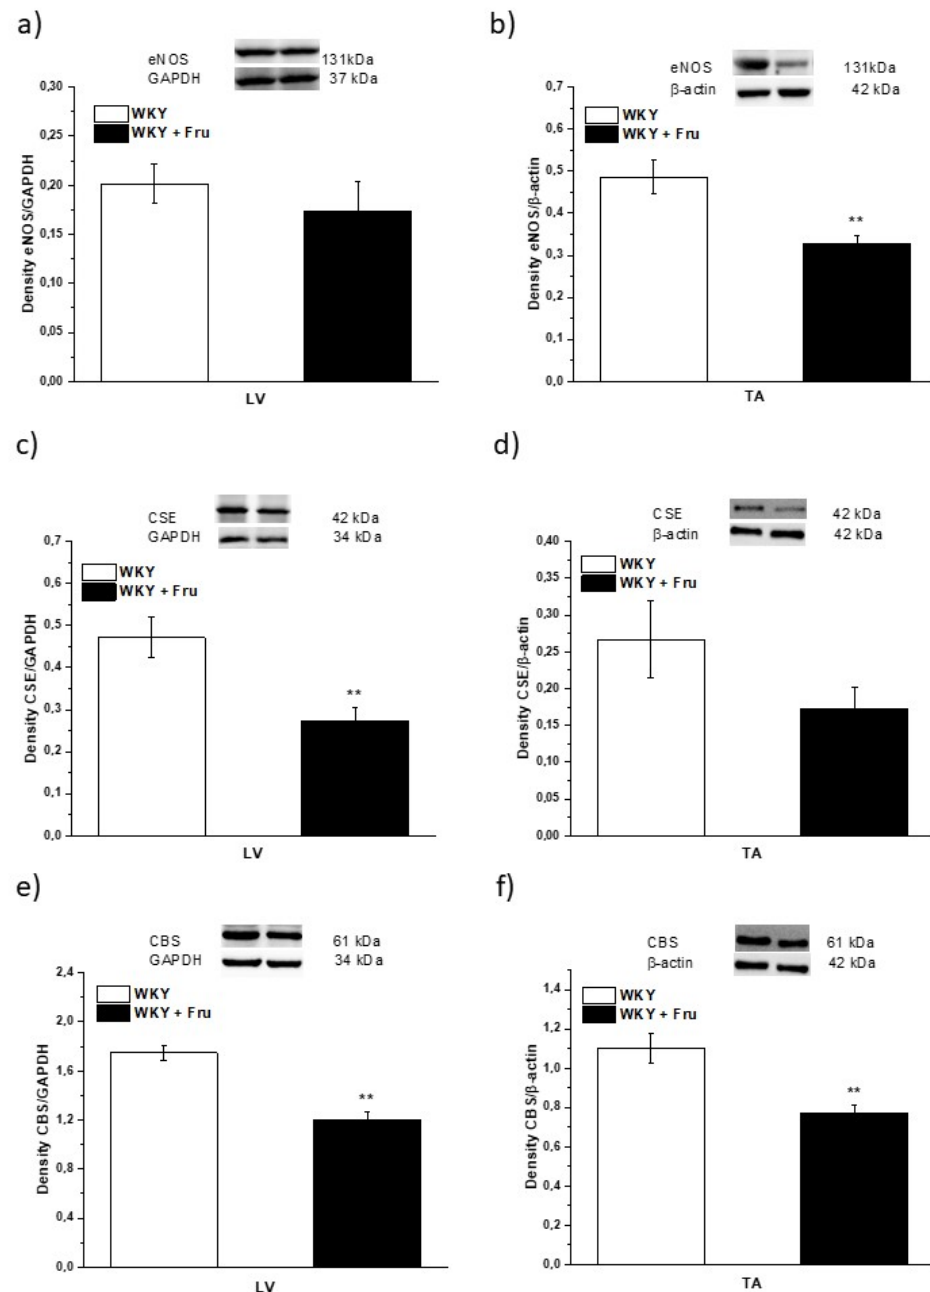 a)
eNOS 131kDa
GAPDH 37 kDa
0,30
WKY
0,25
WKY + Fru
0,20
0,15
0,10
0,05
0,00
Density eNOS/GAPDH
LV
b)
eNOS 131kDa
β-actin 42 kDa
0,7
WKY
0,6
WKY + Fru
0,5
0,4
**
0,3
0,2
0,1
0,0
Density eNOS/β-actin
TA
c)
CSE 42 kDa
GAPDH 34 kDa
0,7
WKY
0,6
WKY + Fru
0,5
0,4
**
0,3
0,2
0,1
0,0
Density CSE/GAPDH
LV
d)
CSE 42 kDa
β-actin 42 kDa
0,40
WKY
0,35
WKY + Fru
0,30
0,25
0,20
0,15
0,10
0,05
0,00
Density CSE/β-actin
TA
e)
CBS 61 kDa
GAPDH 34 kDa
2,4
WKY
WKY + Fru
2,0
1,6
**
1,2
0,8
0,4
0,0
Density CBS/GAPDH
LV
f)
CBS 61 kDa
β-actin 42 kDa
1,4
WKY
WKY + Fru
1,2
1,0
**
0,8
0,6
0,4
0,2
0,0
Density CBS/β-actin
TA